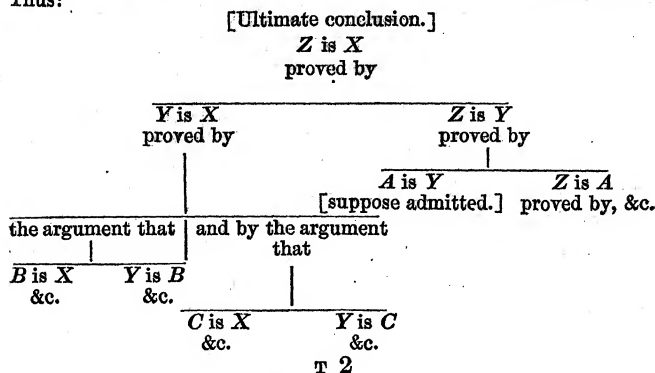 Thus:
[Ultimate conclusion.]
Z is X
proved by
Y is X Z is Y
proved by proved by
A is Y Z is A
[suppose admitted.] proved by, &c.
the argument that and by the argument
that
B is X Y is B
&c. &c.
C is X Y is C
&c. &c.
T 2